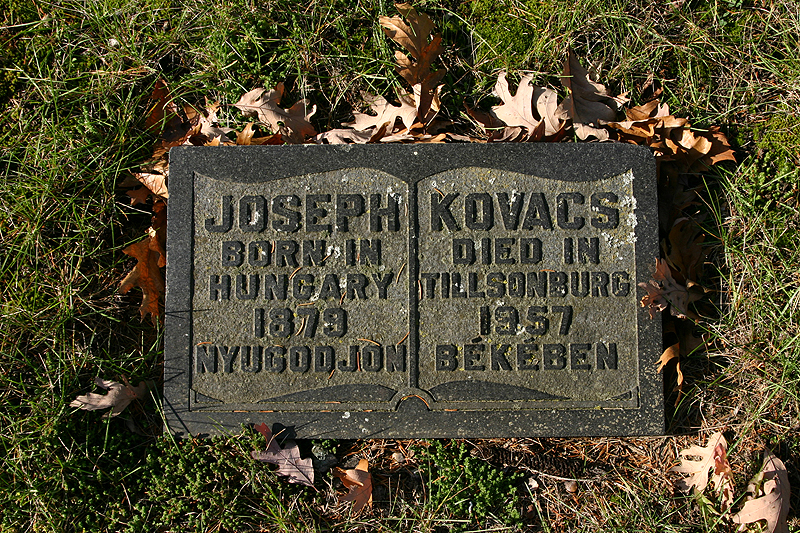 JOSEPH
BORN IN
HUNGARY
1879
NYUGODJON
KOVACS
DIED IN
TILLSONBURG
1957
BÉKÉBEN